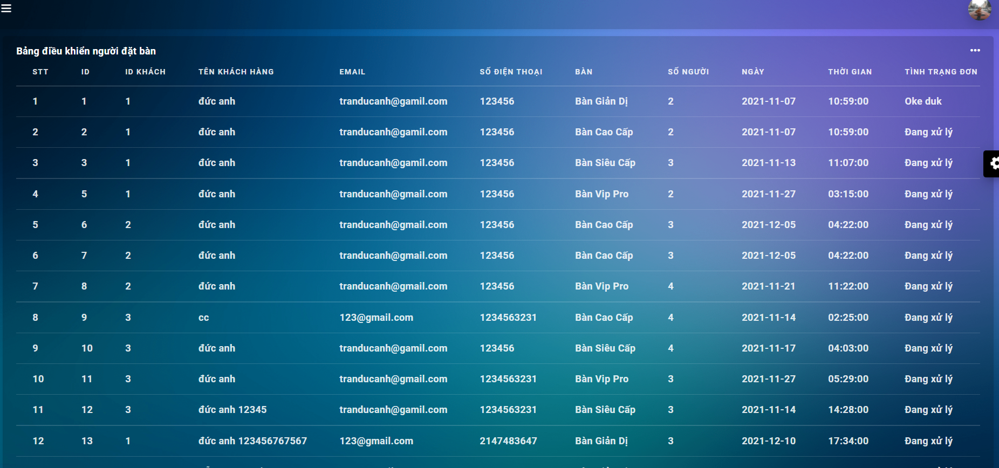 Bảng điều khiển người đặt bàn
STT ID ID KHÁCH TÊN KHÁCH HÀNG EMAIL SỐ ĐIỆN THOẠI BÀN SỐ NGƯỜI NGÀY THỜI GIAN TÌNH TRẠNG ĐƠN
1 1 1 đức anh tranducanh@gamil.com 123456 Bàn Giản Dị 2 2021-11-07 10:59:00 Oke duk
2 2 1 đức anh tranducanh@gamil.com 123456 Bàn Cao Cấp 2 2021-11-07 10:59:00 Đang xử lý
3 3 1 đức anh tranducanh@gamil.com 123456 Bàn Siêu Cấp 3 2021-11-13 11:07:00 Đang xử lý
4 5 1 đức anh tranducanh@gmail.com 123456 Bàn Vip Pro 2 2021-11-27 03:15:00 Đang xử lý
5 6 2 đức anh tranducanh@gmail.com 123456 Bàn Cao Cấp 3 2021-12-05 04:22:00 Đang xử lý
6 7 2 đức anh tranducanh@gmail.com 123456 Bàn Cao Cấp 3 2021-12-05 04:22:00 Đang xử lý
7 8 2 đức anh tranducanh@gmail.com 123456 Bàn Vip Pro 4 2021-11-21 11:22:00 Đang xử lý
8 9 3 cc 123@gmail.com 1234563231 Bàn Cao Cấp 4 2021-11-14 02:25:00 Đang xử lý
9 10 3 đức anh tranducanh@gamil.com 123456 Bàn Siêu Cấp 4 2021-11-17 04:03:00 Đang xử lý
10 11 3 đức anh tranducanh@gamil.com 1234563231 Bàn Vip Pro 3 2021-11-27 05:29:00 Đang xử lý
11 12 3 đức anh 12345 tranducanh@gamil.com 1234563231 Bàn Siêu Cấp 3 2021-11-14 14:28:00 Đang xử lý
12 13 1 đức anh 123456767567 123@gmail.com 2147483647 Bàn Giản Dị 3 2021-12-10 17:34:00 Đang xử lý